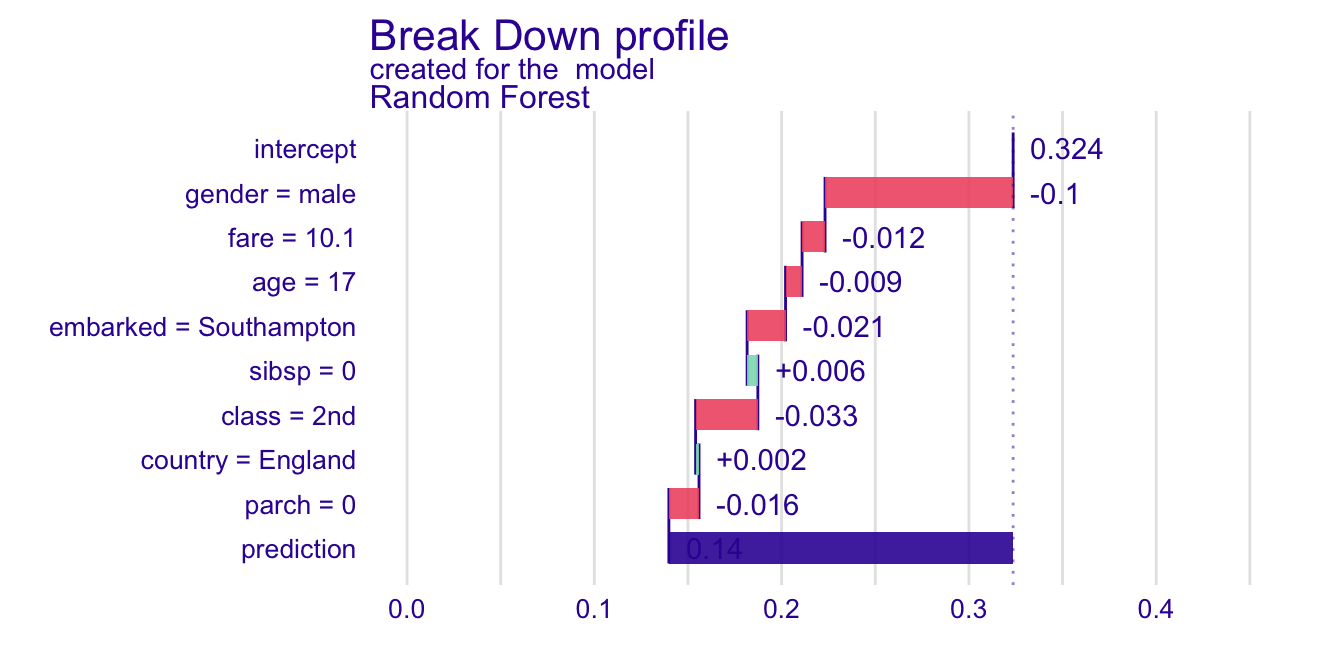 Break Down profile
created for the  model
Random Forest
intercept 0.324
gender = male -0.1
fare = 10.1 -0.012
age = 17 -0.009
embarked = Southampton -0.021
sibsp = 0 +0.006
class = 2nd -0.033
country = England +0.002
parch = 0 -0.016
prediction 0.14
0.0 0.1 0.2 0.3 0.4